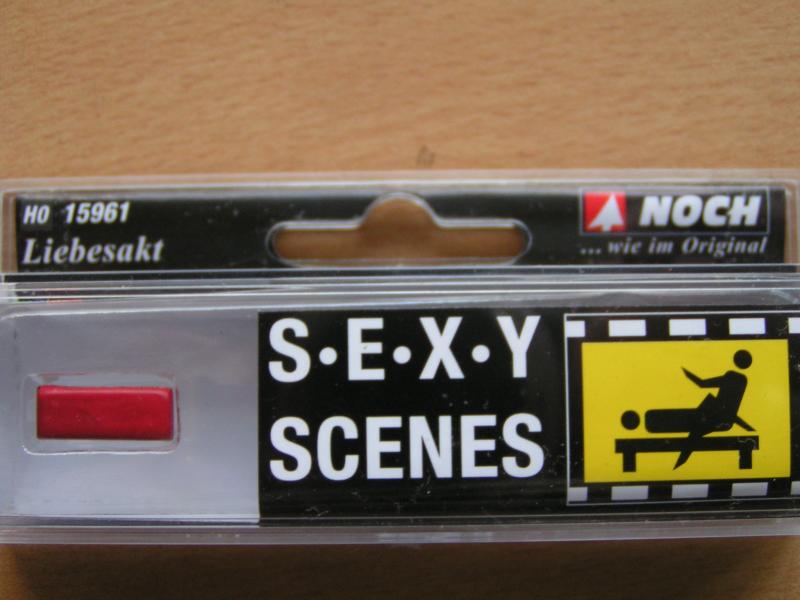 HO 15961
Liebesakt
NOCH
... wie im Original
S•E•X•Y
SCENES